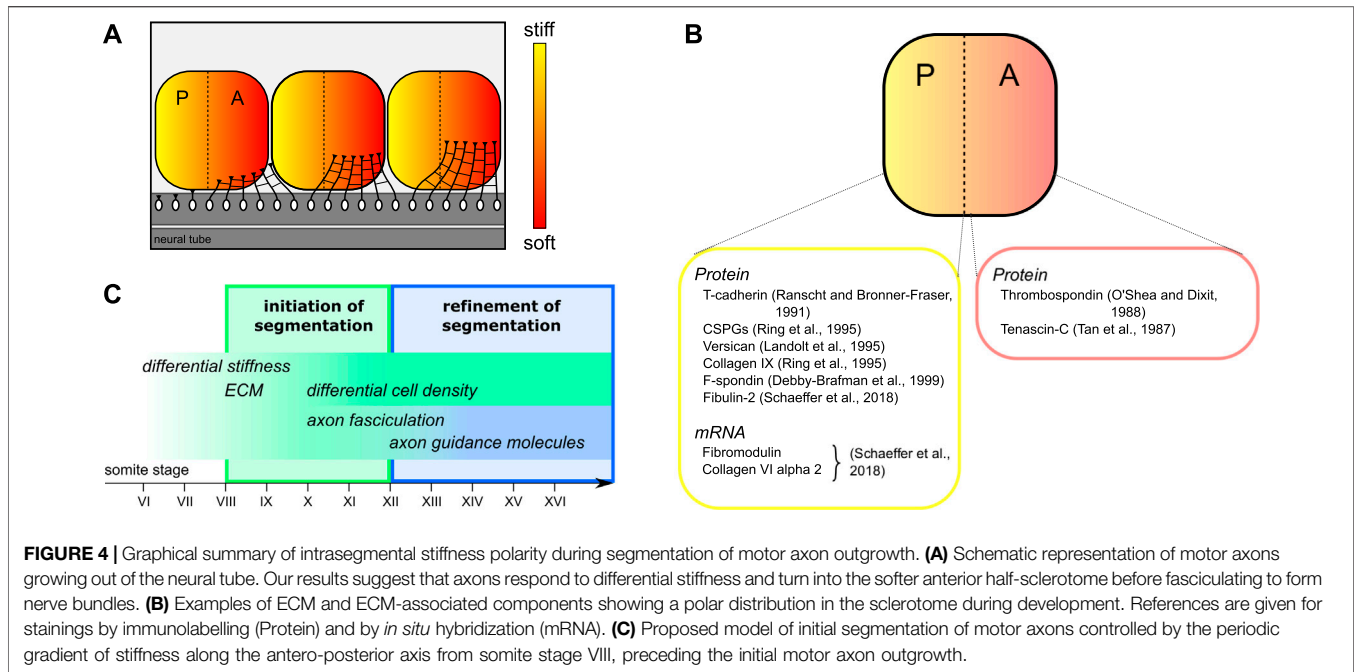 A
stiff
P
A
neural tube
soft
B
P
A
Protein
T-cadherin (Ranscht and Bronner-Fraser,
1991)
CSPGs (Ring et al., 1995)
Versican (Landolt et al., 1995)
Collagen IX (Ring et al., 1995)
F-spondin (Debby-Brafman et al., 1999)
Fibulin-2 (Schaeffer et al., 2018)
mRNA
Fibromodulin
Collagen VI alpha 2
(Schaeffer et al.,
2018)
Protein
Thrombospondin (O'Shea and Dixit,
1988)
Tenascin-C (Tan et al., 1987)
C
initiation of
segmentation
refinement of
segmentation
differential stiffness
ECM
differential cell density
axon fasciculation
axon guidance molecules
somite stage
VI VII VIII IX X XI XII XIII XIV XV XVI
FIGURE 4 | Graphical summary of intrasegmental stiffness polarity during segmentation of motor axon outgrowth. (A) Schematic representation of motor axons
growing out of the neural tube. Our results suggest that axons respond to differential stiffness and turn into the softer anterior half-sclerotome before fasciculating to form
nerve bundles. (B) Examples of ECM and ECM-associated components showing a polar distribution in the sclerotome during development. References are given for
stainings by immunolabelling (Protein) and by in situ hybridization (mRNA). (C) Proposed model of initial segmentation of motor axons controlled by the periodic
gradient of stiffness along the antero-posterior axis from somite stage VIII, preceding the initial motor axon outgrowth.